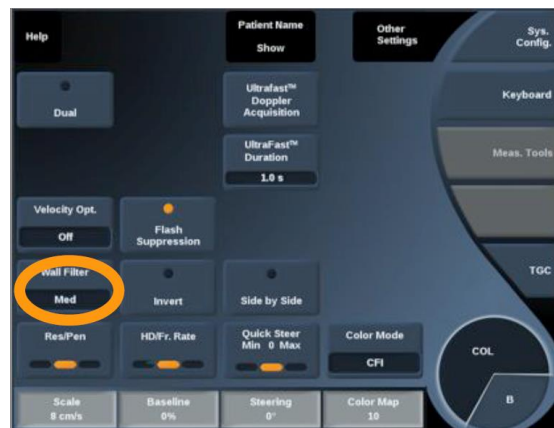 Help
Patient Name
Show
Other
Settings
Sys.
Config.
Dual
Ultrafast™
Doppler
Acquisition
Keyboard
UltraFast™
Duration
1.0 s
Meas. Tools
Velocity Opt.
Off
Flash
Suppression
Wall Filter
Med
Invert
Side by Side
TGC
Res/Pen
HD/Fr. Rate
Quick Steer
Min 0 Max
Color Mode
CFI
COL
B
Scale
8 cm/s
Baseline
0%
Steering
0°
Color Map
10